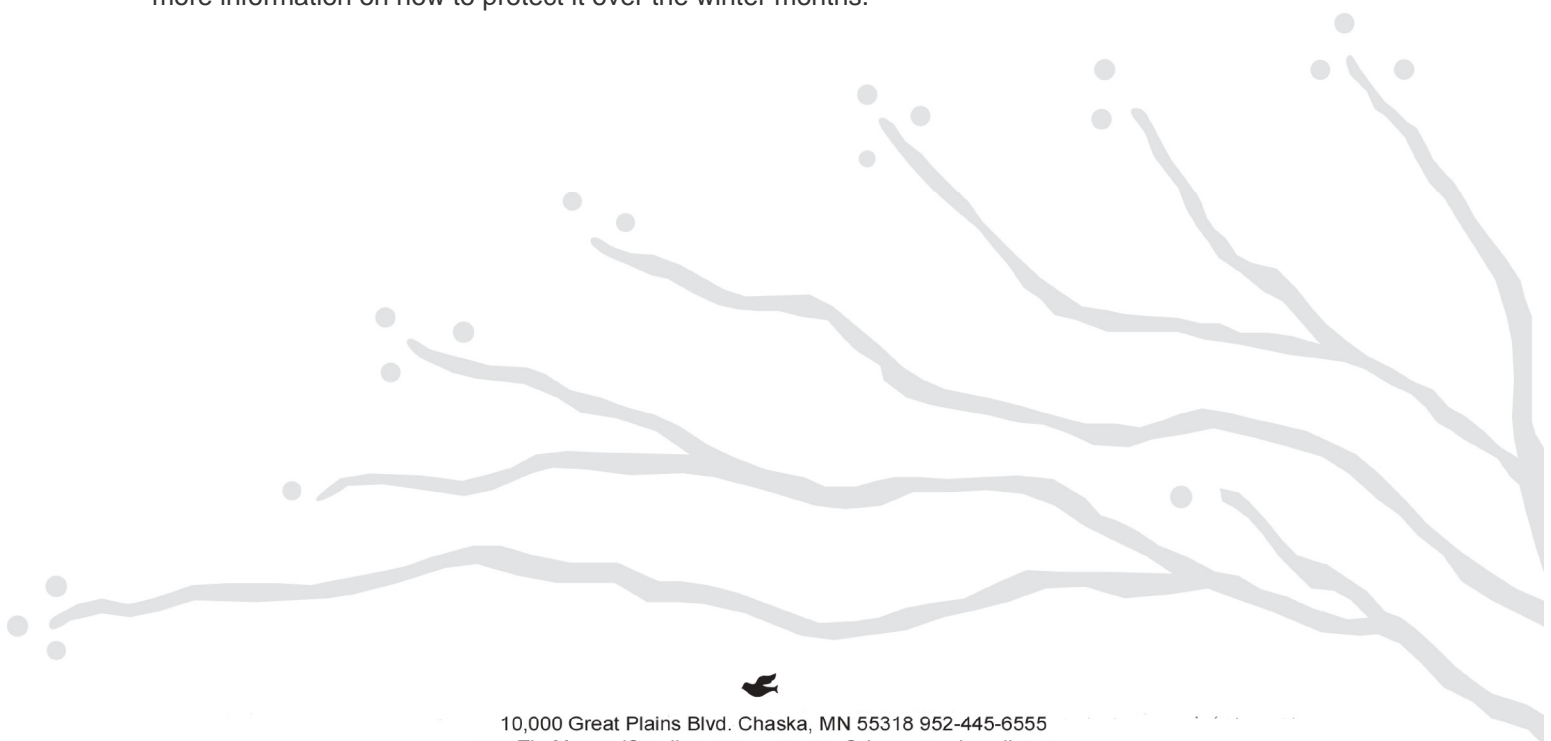 more information on how to protect it over the winter months.
10,000 Great Plains Blvd. Chaska, MN 55318 952-445-6555